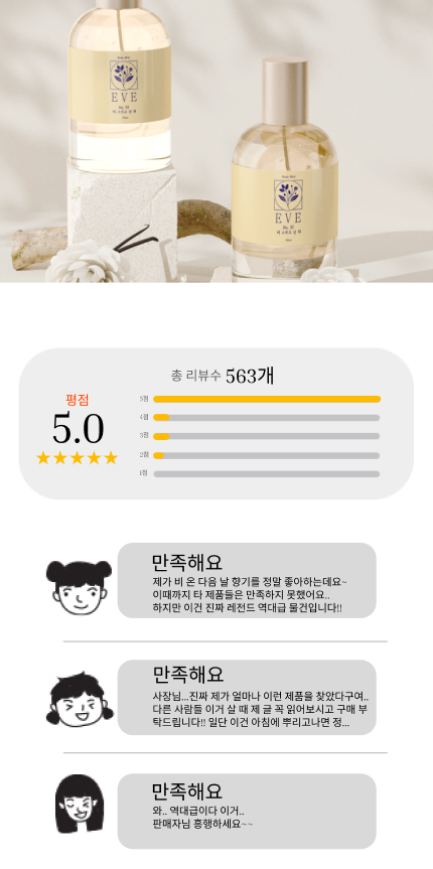 EVE
EVE
총 리뷰수 563개
평점
5.0
5점
4점
3점
2점
1점
만족해요
제가 비 온 다음 날 향기를 정말 좋아하는데요~
이때까지 타 제품들은 만족하지 못했어요..
하지만 이건 진짜 레전드 역대급 물건입니다!!
만족해요
사장님...진짜 제가 얼마나 이런 제품을 찾았다구여..
다른 사람들 이거 살 때 제 글 꼭 읽어보시고 구매 부
탁드립니다!! 일단 이건 아침에 뿌리고나면 정...
만족해요
와.. 역대급이다 이거..
판매자님 흥행하세요~~